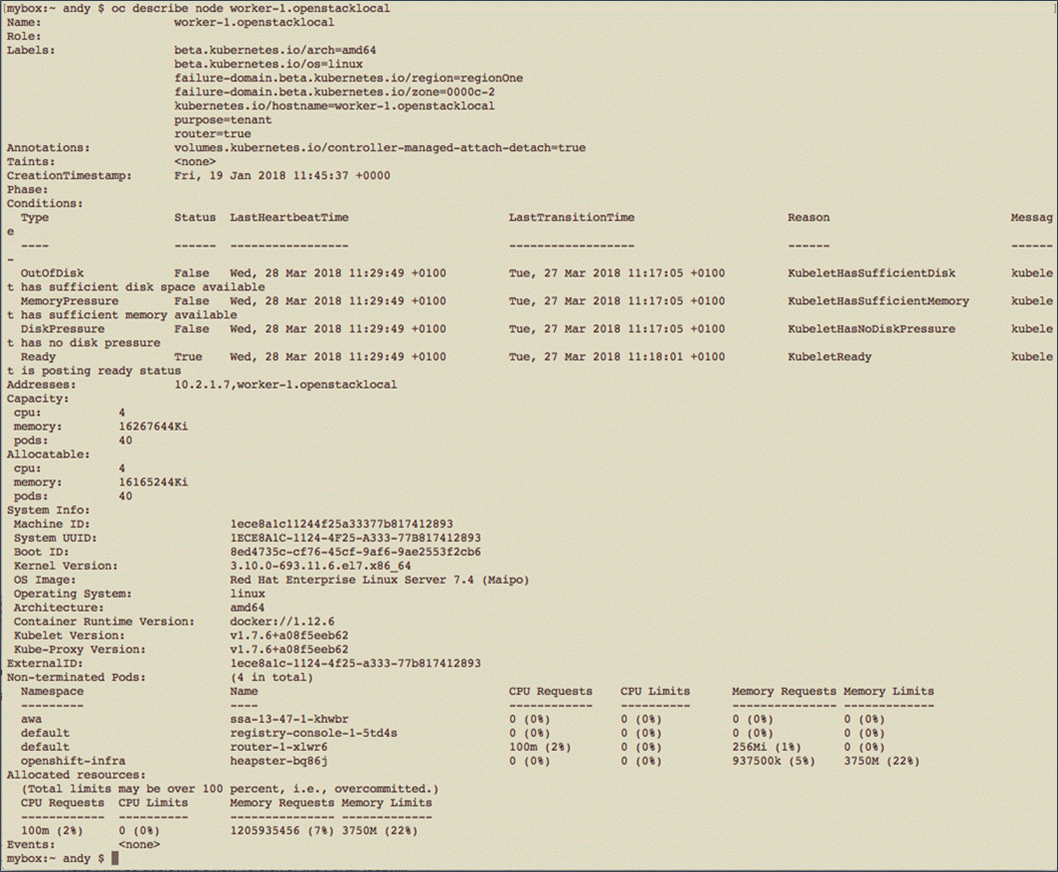 mybox:~ andy $ oc describe node worker-1.openstacklocal
Name:                   worker-1.openstacklocal
Role:
Labels:                 beta.kubernetes.io/arch=amd64
                        beta.kubernetes.io/os=linux
                        failure-domain.beta.kubernetes.io/region=regionOne
                        failure-domain.beta.kubernetes.io/zone=0000c-2
                        kubernetes.io/hostname=worker-1.openstacklocal
                        purpose=tenant
                        router=true
Annotations:            volumes.kubernetes.io/controller-managed-attach-detach=true
Taints:                 <none>
CreationTimestamp:      Fri, 19 Jan 2018 11:45:37 +0000
Phase:
Conditions:
  Type                  Status  LastHeartbeatTime                       LastTransitionTime                      Reason                          Messag
e
  ----                  ------  -----------------                       ------------------                      ------                          ------
-
  OutOfDisk             False   Wed, 28 Mar 2018 11:29:49 +0100         Tue, 27 Mar 2018 11:17:05 +0100         KubeletHasSufficientDisk        kubele
t has sufficient disk space available
  MemoryPressure        False   Wed, 28 Mar 2018 11:29:49 +0100         Tue, 27 Mar 2018 11:17:05 +0100         KubeletHasSufficientMemory      kubele
t has sufficient memory available
  DiskPressure          False   Wed, 28 Mar 2018 11:29:49 +0100         Tue, 27 Mar 2018 11:17:05 +0100         KubeletHasNoDiskPressure        kubele
t has no disk pressure
  Ready                 True    Wed, 28 Mar 2018 11:29:49 +0100         Tue, 27 Mar 2018 11:18:01 +0100         KubeletReady                    kubele
t is posting ready status
Addresses:              10.2.1.7,worker-1.openstacklocal
Capacity:
 cpu:           4
 memory:        16267644Ki
 pods:          40
Allocatable:
 cpu:           4
 memory:        16165244Ki
 pods:          40
System Info:
 Machine ID:                    1ece8a1c11244f25a33377b817412893
 System UUID:                   1ECE8A1C-1124-4F25-A333-77B817412893
 Boot ID:                       8ed4735c-cf76-45cf-9af6-9ae2553f2cb6
 Kernel Version:                3.10.0-693.11.6.el7.x86_64
 OS Image:                      Red Hat Enterprise Linux Server 7.4 (Maipo)
 Operating System:              linux
 Architecture:                  amd64
 Container Runtime Version:     docker://1.12.6
 Kubelet Version:               v1.7.6+a08f5eeb62
 Kube-Proxy Version:            v1.7.6+a08f5eeb62
ExternalID:                     1ece8a1c-1124-4f25-a333-77b817412893
Non-terminated Pods:            (4 in total)
  Namespace                     Name                                    CPU Requests    CPU Limits      Memory Requests Memory Limits
  ---------                     ----                                    ------------    ----------      --------------- -------------
  awa                           ssa-13-47-1-khwbr                       0 (0%)          0 (0%)          0 (0%)          0 (0%)
  default                       registry-console-1-5td4s                0 (0%)          0 (0%)          0 (0%)          0 (0%)
  default                       router-1-xlwr6                          100m (2%)       0 (0%)          256Mi (1%)      0 (0%)
  openshift-infra               heapster-bq86j                          0 (0%)          0 (0%)          937500k (5%)    3750M (22%)
Allocated resources:
  (Total limits may be over 100 percent, i.e., overcommitted.)
  CPU Requests  CPU Limits      Memory Requests Memory Limits
  ------------  ----------      --------------- -------------
  100m (2%)     0 (0%)          1205935456 (7%) 3750M (22%)
Events:         <none>
mybox:~ andy $